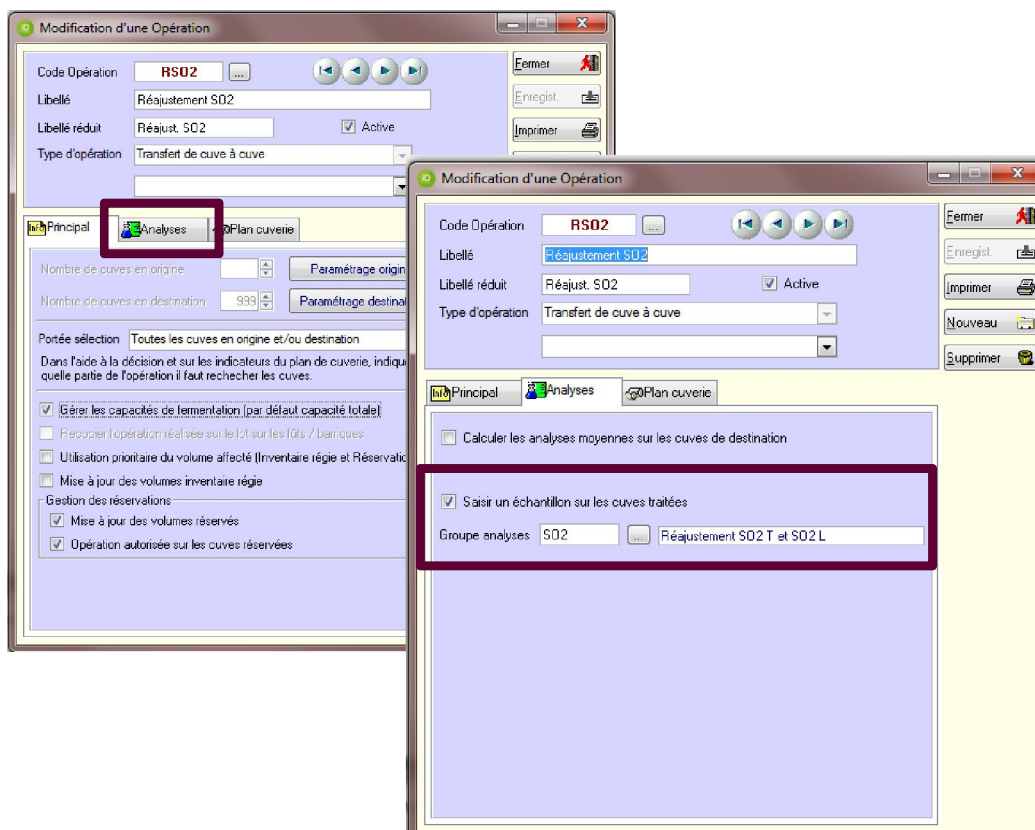 Modification d'une Opération
Code Opération RSO2 ...
Libellé Réajustement SO2
Libellé réduit Réajust. SO2 Active
Type d'opération Transfert de cuve à cuve
Fermer
Enregist.
Imprimer
Principal Analyses Plan cuverie
Nombre de cuves en origine Paramétrage origin
Nombre de cuves en destination 999 Paramétrage destinat
Portée sélection Toutes les cuves en origine et/ou destination
Dans l'aide à la décision et sur les indicateurs du plan de cuverie, indique
quelle partie de l'opération il faut rechecher les cuves.
Gérer les capacités de fermentation (par défaut capacité totale)
Recopier l'opération réalisée sur le lot sur les fûts / barriques
Utilisation prioritaire du volume affecté (Inventaire régie et Réservatio
Mise à jour des volumes inventaire régie
Gestion des réservations
Mise à jour des volumes réservés
Opération autorisée sur les cuves réservées
Modification d'une Opération
Code Opération RSO2 ...
Libellé Réajustement SO2
Libellé réduit Réajust. SO2 Active
Type d'opération Transfert de cuve à cuve
Fermer
Enregist.
Imprimer
Nouveau
Supprimer
Info Principal Analyses Plan cuverie
Calculer les analyses moyennes sur les cuves de destination
Saisir un échantillon sur les cuves traitées
Groupe analyses SO2 ... Réajustement SO2 T et SO2 L